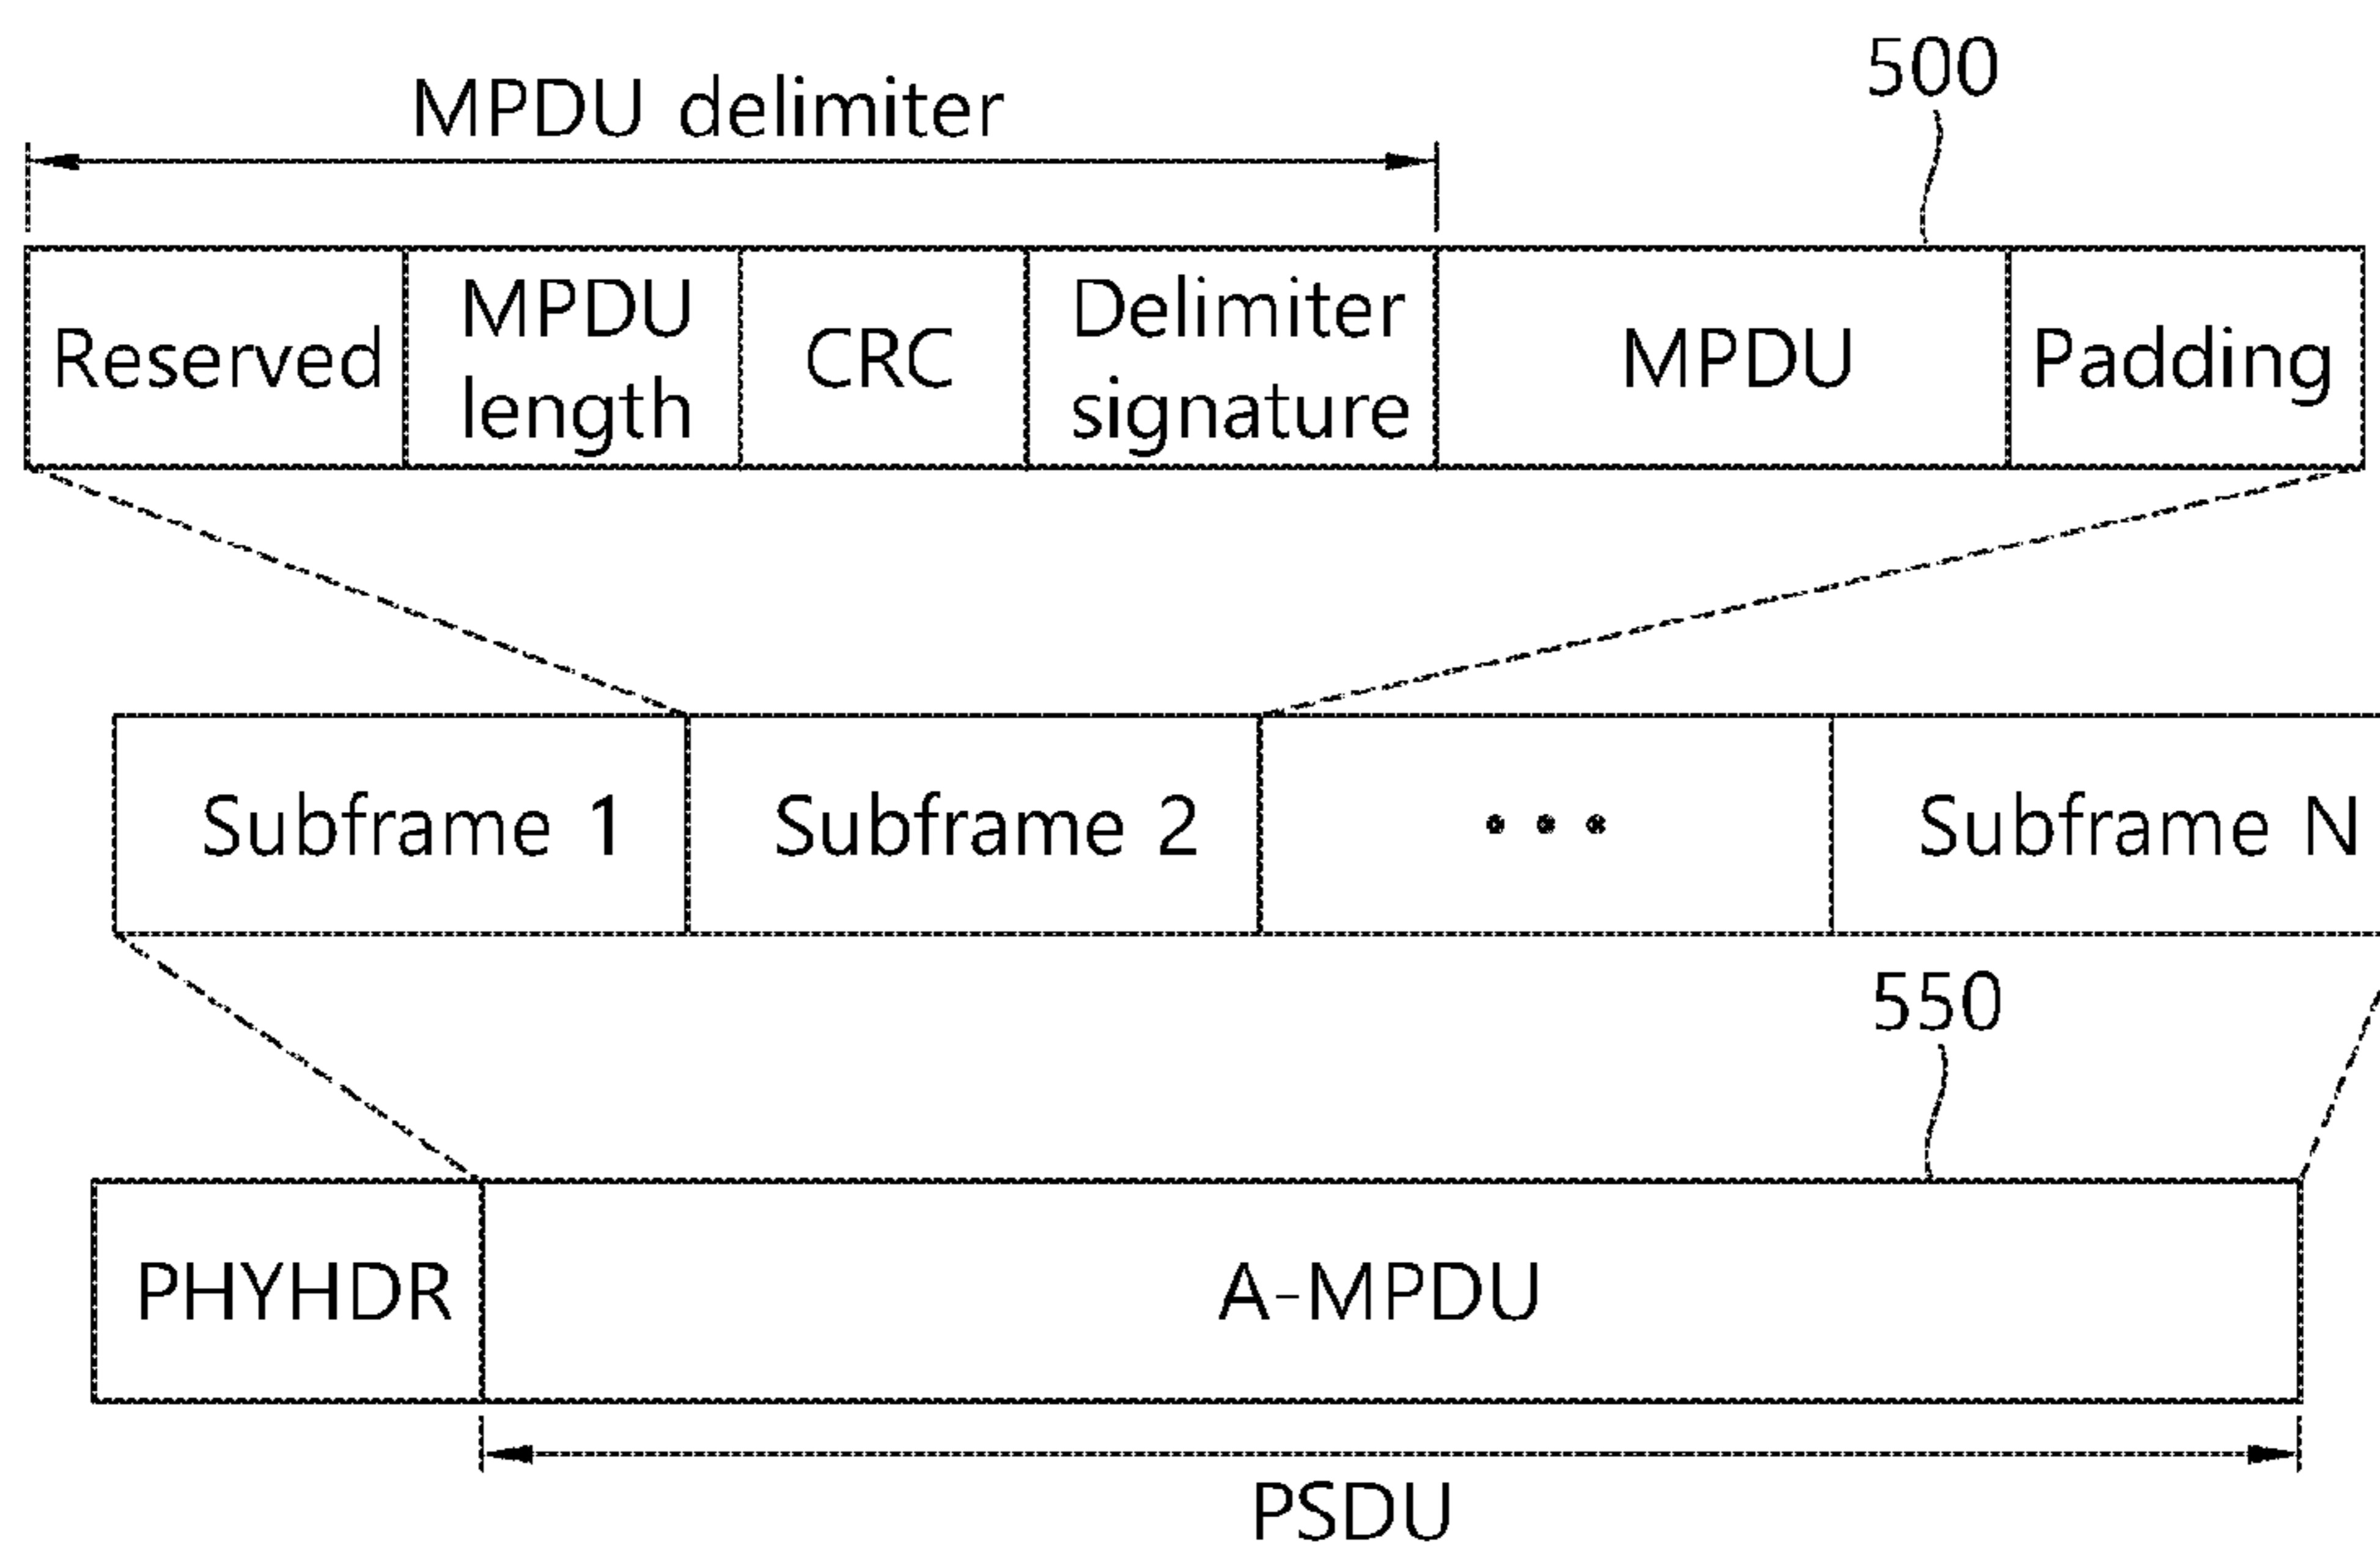 500
MPDU delimiter
Reserved
MPDU
length
CRC
Delimiter
signature
MPDU
Padding
Subframe 1
Subframe 2
• • •
Subframe N
550
PHYHDR
A-MPDU
PSDU